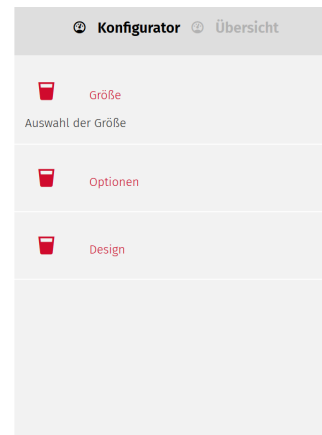 Konfigurator Übersicht
Größe
Auswahl der Größe
Optionen
Design